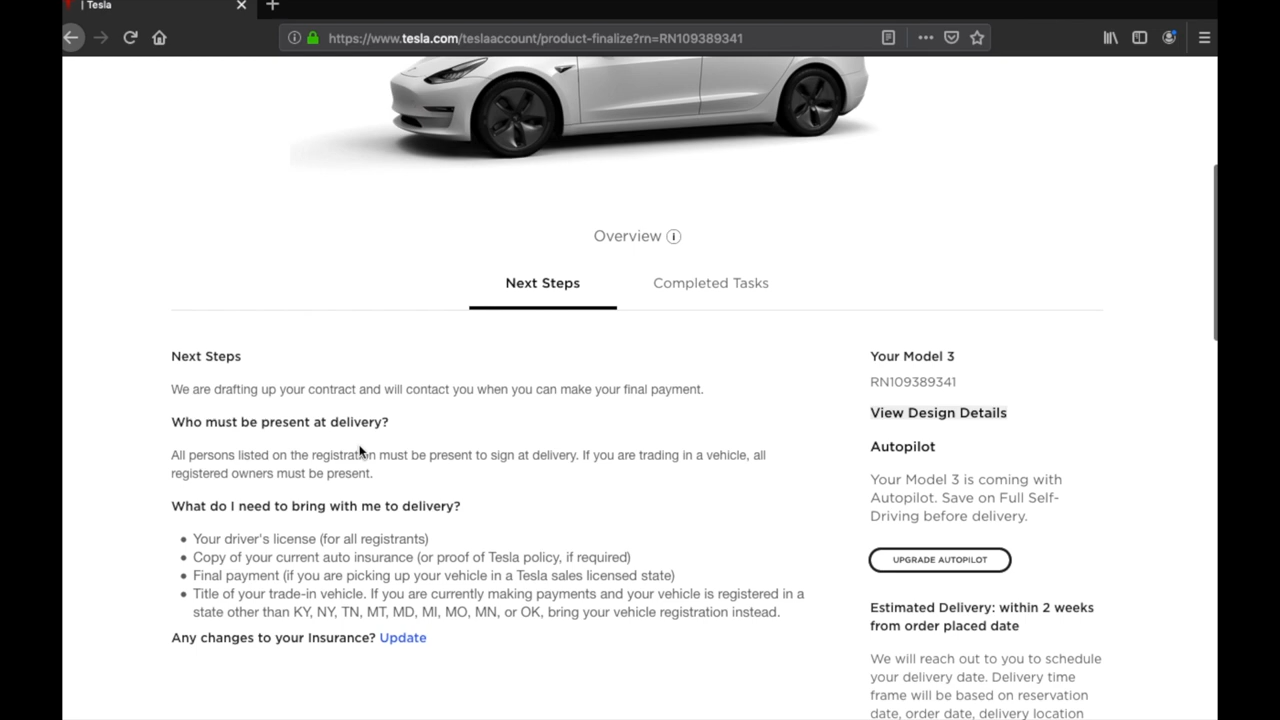 | Tesla
https://www.tesla.com/teslaaccount/product-finalize?rn=RN109389341
Overview i
Next Steps
Completed Tasks
Next Steps
We are drafting up your contract and will contact you when you can make your final payment.
Who must be present at delivery?
All persons listed on the registration must be present to sign at delivery. If you are trading in a vehicle, all
registered owners must be present.
What do I need to bring with me to delivery?
• Your driver's license (for all registrants)
• Copy of your current auto insurance (or proof of Tesla policy, if required)
• Final payment (if you are picking up your vehicle in a Tesla sales licensed state)
• Title of your trade-in vehicle. If you are currently making payments and your vehicle is registered in a
state other than KY, NY, TN, MT, MD, MI, MO, MN, or OK, bring your vehicle registration instead.
Any changes to your Insurance? Update
Your Model 3
RN109389341
View Design Details
Autopilot
Your Model 3 is coming with
Autopilot. Save on Full Self-
Driving before delivery.
UPGRADE AUTOPILOT
Estimated Delivery: within 2 weeks
from order placed date
We will reach out to you to schedule
your delivery date. Delivery time
frame will be based on reservation
date, order date, delivery location